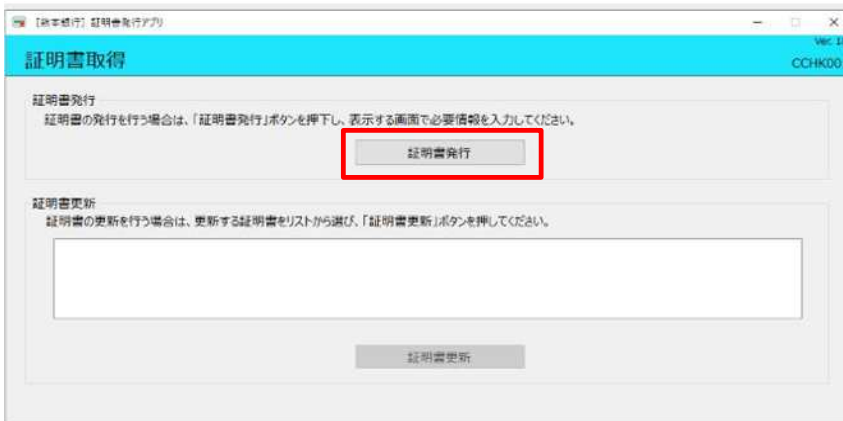 [熊本銀行] 証明書発行アプリ
証明書取得
CCHK00
証明書発行
証明書の発行を行う場合は、「証明書発行」ボタンを押下し、表示する画面で必要情報を入力してください。
証明書発行
証明書更新
証明書の更新を行う場合は、更新する証明書をリストから選び、「証明書更新」ボタンを押してください。
証明書更新